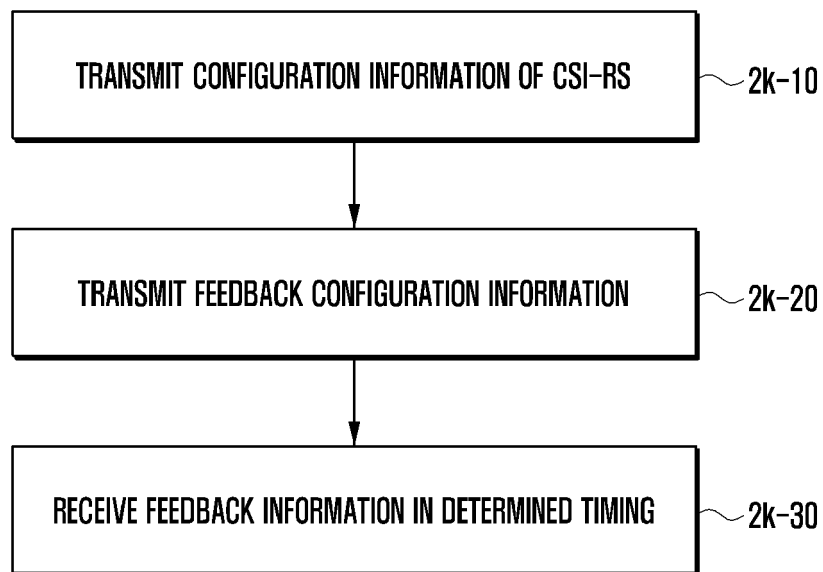 TRANSMIT CONFIGURATION INFORMATION OF CSI-RS
2k-10
TRANSMIT FEEDBACK CONFIGURATION INFORMATION
2k-20
RECEIVE FEEDBACK INFORMATION IN DETERMINED TIMING
2k-30